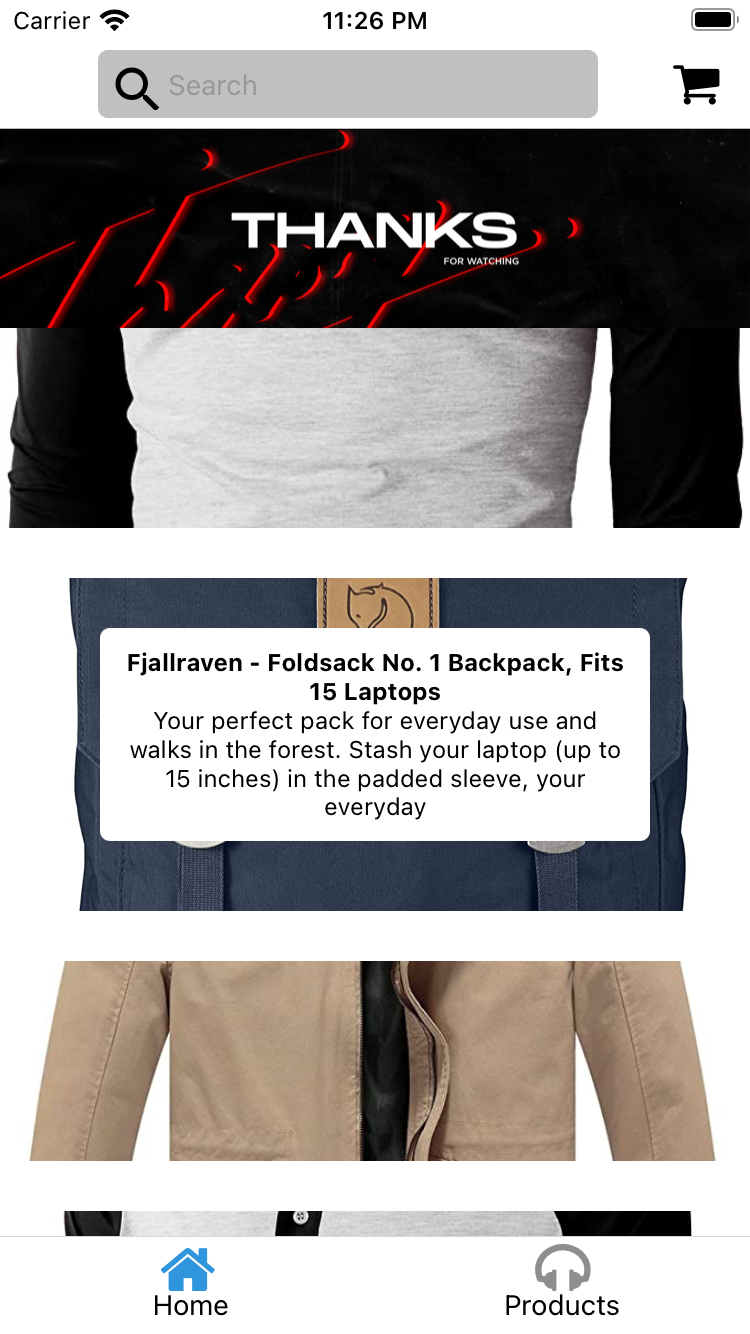 Carrier 11:26 PM
Search
THANKS
FOR WATCHING
Fjallraven - Foldsack No. 1 Backpack, Fits
15 Laptops
Your perfect pack for everyday use and
walks in the forest. Stash your laptop (up to
15 inches) in the padded sleeve, your
everyday
Home Products